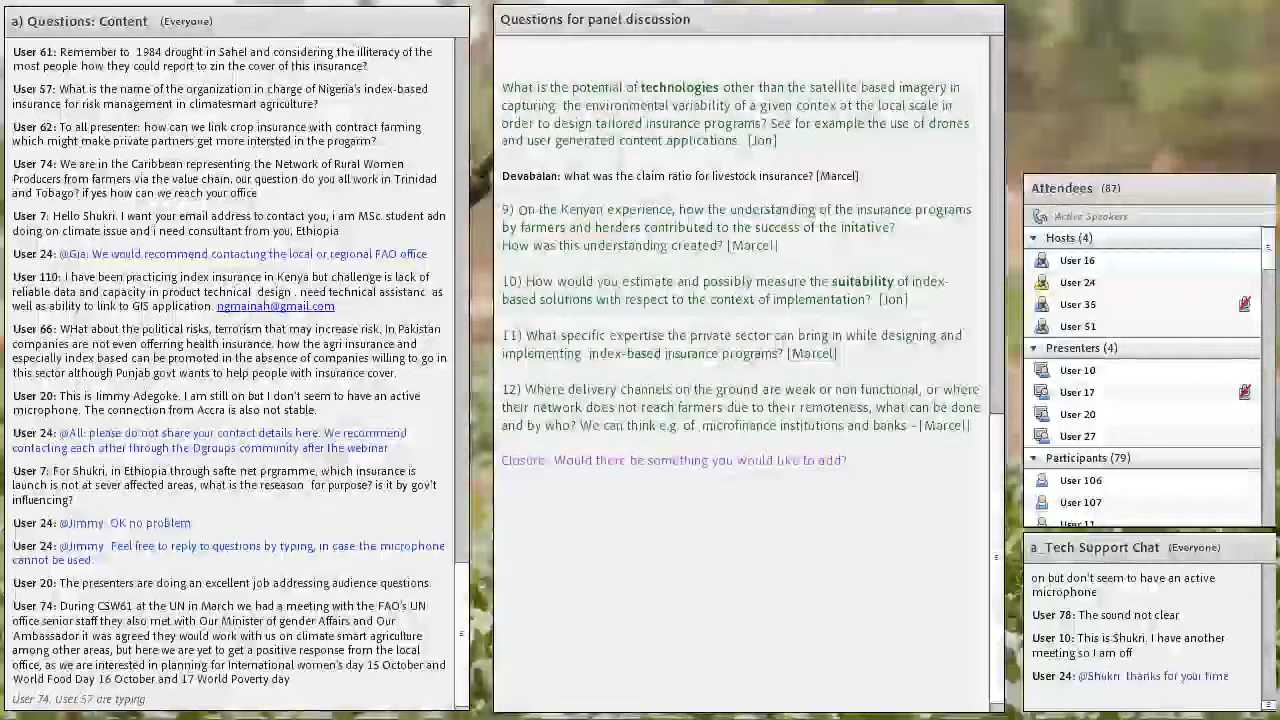 a) Questions: Content (Everyone)
User 61: Remember to 1984 drought in Sahel and considering the illiteracy of the
most people how they could report to zin the cover of this insurance?
User 57: What is the name of the organization in charge of Nigeria's index-based
insurance for risk management in climatesmart agriculture?
User 62: To all presenter: how can we link crop insurance with contract farming
which might make private partners get more intersted in the progarm?
User 74: We are in the Caribbean representing the Network of Rural Women
Producers from farmers via the value chain, our question do you all work in Trinidad
and Tobago? if yes how can we reach your office
User 7: Hello Shukri. I want your email address to contact you, i am MSc. student adn
doing on climate issue and i need consultant from you, Ethiopia
User 24: @Gia: We would recommend contacting the local or regional FAO office
User 110: I have been practicing index insurance in Kenya but challenge is lack of
reliable data and capacity in product technical design . need technical assistanc as
well as ability to link to GIS application. ngmainah@gmail.com
User 66: WHat about the political risks, terrorism that may increase risk. In Pakistan
companies are not even offerring health insurance. how the agri insurance and
especially index based can be promoted in the absence of companies willing to go in
this sector although Punjab govt wants to help people with insurance cover.
User 20: This is Jimmy Adegoke. I am still on but I don't seem to have an active
microphone. The connection from Accra is also not stable.
User 24: @All: please do not share your contact details here. We recommend
contacting each other through the Dgroups community after the webinar
User 7: For Shukri, in Ethiopia through safte net prgramme, which insurance is
launch is not at sever affected areas, what is the reseason for purpose? is it by gov't
influencing?
User 24: @Jimmy OK no problem
User 24: @Jimmy Feel free to reply to questions by typing, in case the microphone
cannot be used.
User 20: The presenters are doing an excellent job addressing audience questions.
User 74: During CSW61 at the UN in March we had a meeting with the FAO's UN
office senior staff they also met with Our Minister of gender Affairs and Our
Ambassador it was agreed they would work with us on climate smart agriculture
among other areas, but here we are yet to get a positive response from the local
office, as we are interested in planning for International women's day 15 October and
World Food Day 16 October and 17 World Poverty day
User 74, User 57 are typing
Questions for panel discussion
What is the potential of technologies other than the satellite based imagery in
capturing the environmental variability of a given contex at the local scale in
order to design tailored insurance programs? See for example the use of drones
and user generated content applications. [Jon]
Devabalan: what was the claim ratio for livestock insurance? [Marcel]
9) On the Kenyan experience, how the understanding of the insurance programs
by farmers and herders contributed to the success of the initative?
How was this understanding created? [Marcel]
10) How would you estimate and possibly measure the suitability of index-
based solutions with respect to the context of implementation? [Jon]
11) What specific expertise the private sector can bring in while designing and
implementing index-based insurance programs? [Marcel]
12) Where delivery channels on the ground are weak or non functional, or where
their network does not reach farmers due to their remoteness, what can be done
and by who? We can think e.g. of microfinance institutions and banks - [Marcel]
Closure: Would there be something you would like to add?
Attendees (87)
Active Speakers
Hosts (4)
User 16
User 24
User 35
User 51
Presenters (4)
User 10
User 17
User 20
User 27
Participants (79)
User 106
User 107
User 11
a_Tech Support Chat (Everyone)
on but don't seem to have an active
microphone
User 78: The sound not clear
User 10: This is Shukri. I have another
meeting so I am off
User 24: @Shukri thanks for your time